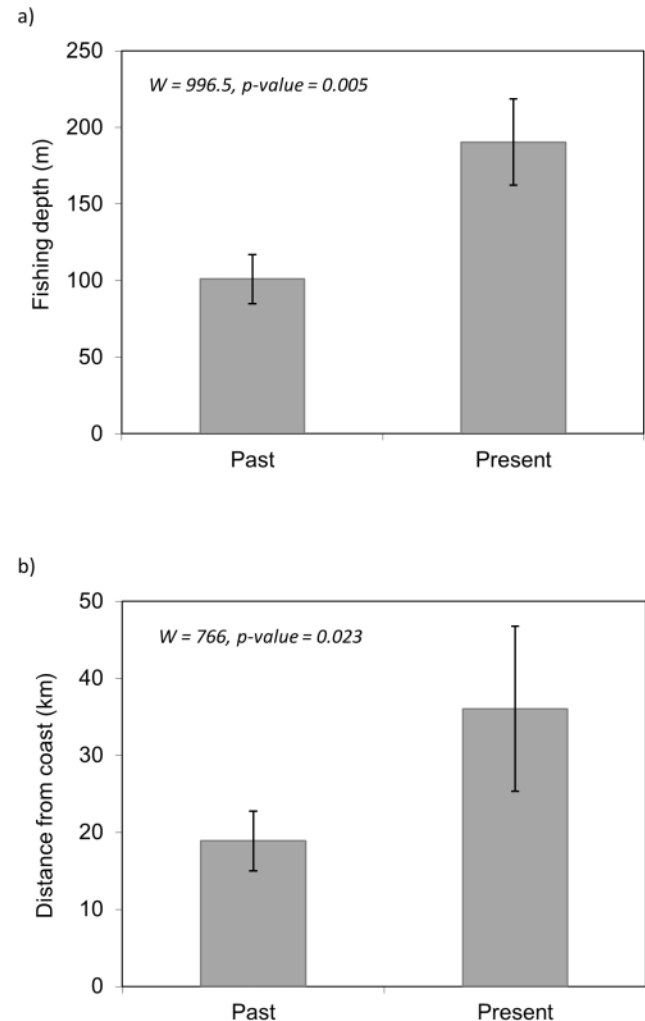 a)
250
200
150
100
50
0
Fishing depth (m)
W = 996.5, p-value = 0.005
Past Present
b)
50
40
30
20
10
0
Distance from coast (km)
W = 766, p-value = 0.023
Past Present